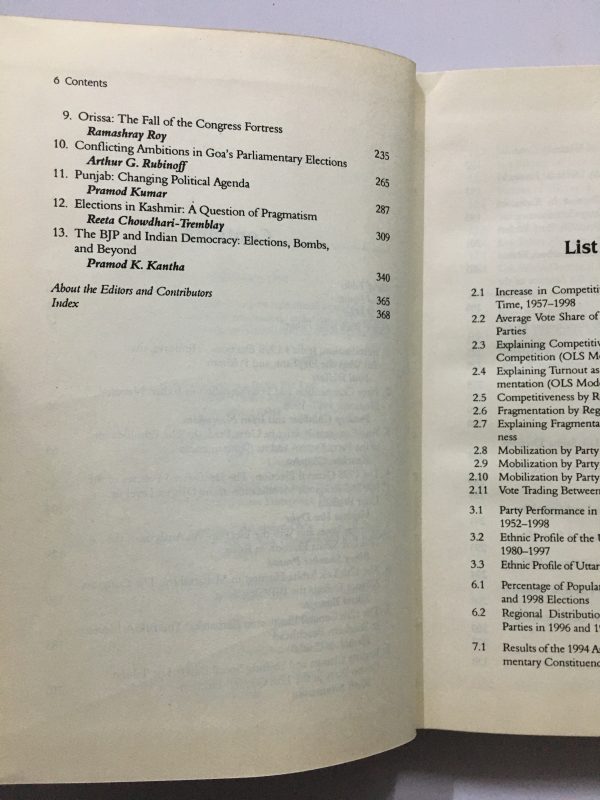 6 Contents
9. Orissa: The Fall of the Congress Fortress
Ramashray Roy 235
10. Conflicting Ambitions in Goa's Parliamentary Elections
Arthur G. Rubinoff 265
11. Punjab: Changing Political Agenda
Pramod Kumar 287
12. Elections in Kashmir: A Question of Pragmatism
Reeta Chowdhari-Tremblay 309
13. The BJP and Indian Democracy: Elections, Bombs,
and Beyond
Pramod K. Kantha 340
About the Editors and Contributors 365
Index 368
List
2.1 Increase in Competiti
Time, 1957–1998
2.2 Average Vote Share of
Parties
2.3 Explaining Competitiv
Competition (OLS Mo
2.4 Explaining Turnout as
mentation (OLS Mode
2.5 Competitiveness by R
2.6 Fragmentation by Reg
2.7 Explaining Fragmenta
ness
2.8 Mobilization by Party
2.9 Mobilization by Party
2.10 Mobilization by Party
2.11 Vote Trading Between
3.1 Party Performance in
1952–1998
3.2 Ethnic Profile of the U
1980–1997
3.3 Ethnic Profile of Uttar
6.1 Percentage of Popula
and 1998 Elections
6.2 Regional Distributio
Parties in 1996 and 1
7.1 Results of the 1994 A
mentary Constituenc